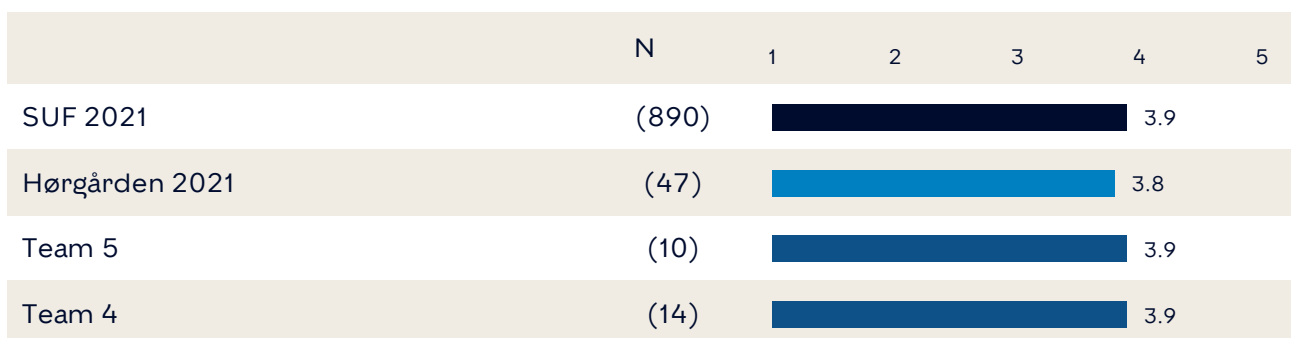 N 1 2 3 4 5
SUF 2021 (890) 3.9
Hørgården 2021 (47) 3.8
Team 5 (10) 3.9
Team 4 (14) 3.9